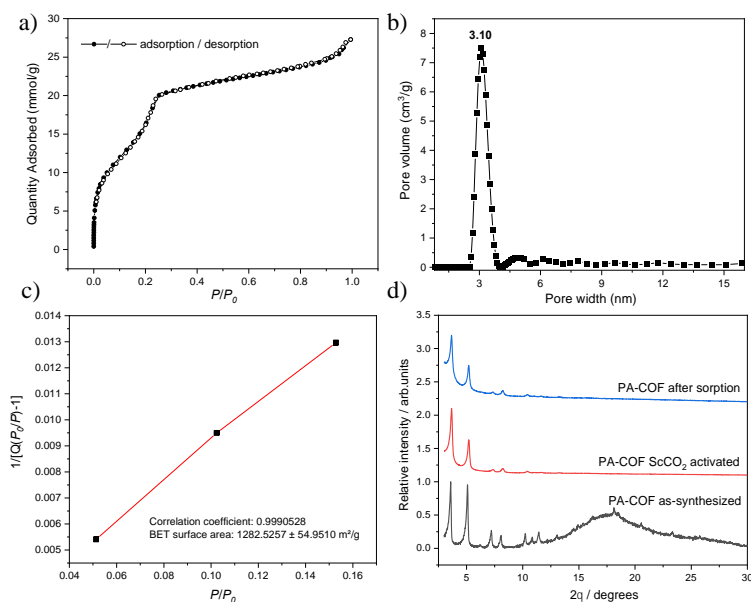 a)
adsorption / desorption
Quantity Adsorbed (mmol/g)
30
25
20
15
10
5
0
0.0 0.2 0.4 0.6 0.8 1.0
P/P0
b)
3.10
Pore volume (cm³/g)
8
7
6
5
4
3
2
1
0
3 6 9 12 15
Pore width (nm)
c)
1/[Q(P0/P)-1]
0.014
0.013
0.012
0.011
0.010
0.009
0.008
0.007
0.006
0.005
Correlation coefficient: 0.9990528
BET surface area: 1282.5257 ± 54.9510 m²/g
0.04 0.06 0.08 0.10 0.12 0.14 0.16
P/P0
d)
Relative intensity / arb.units
3.5
3.0
2.5
2.0
1.5
1.0
0.5
0.0
PA-COF after sorption
PA-COF ScCO2 activated
PA-COF as-synthesized
5 10 15 20 25 30
2q / degrees